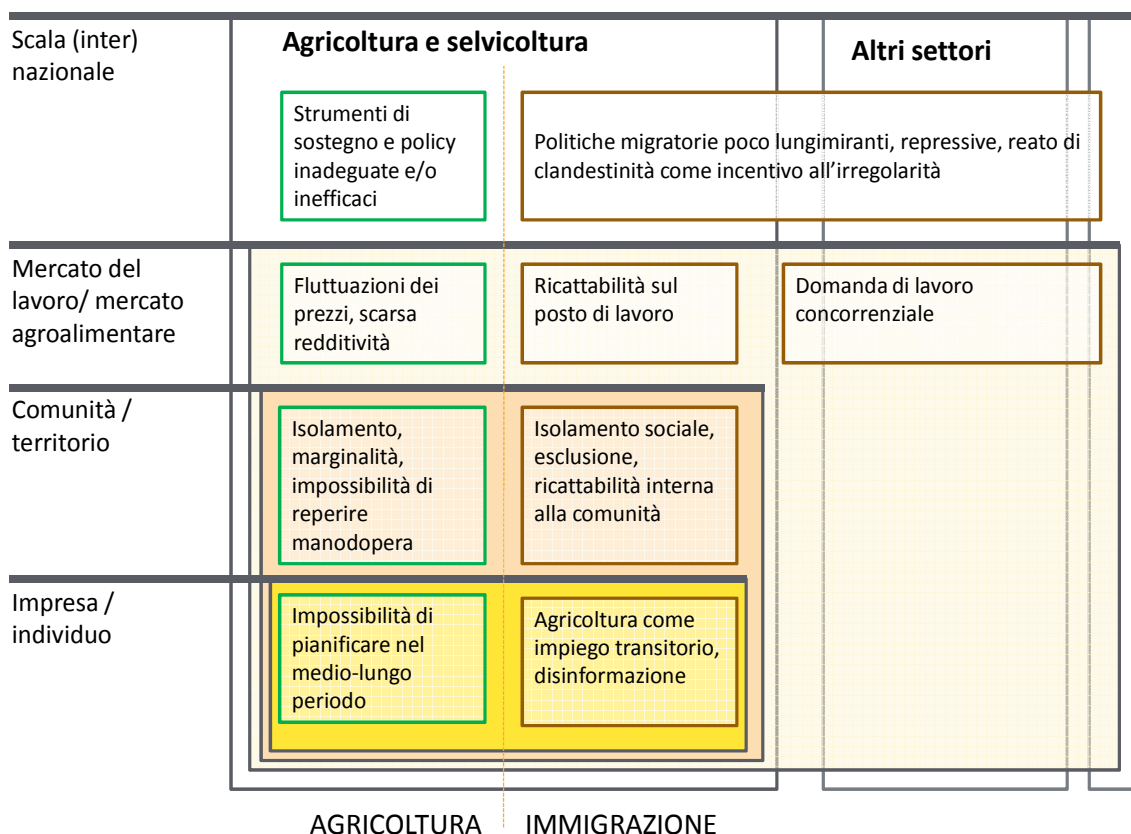 Scala (inter)
nazionale
Agricoltura e selvicoltura
Altri settori
Strumenti di
sostegno e policy
inadeguate e/o
inefficaci
Politiche migratorie poco lungimiranti, repressive, reato di
clandestinità come incentivo all'irregolarità
Mercato del
lavoro/ mercato
agroalimentare
Fluttuazioni dei
prezzi, scarsa
redditività
Ricattabilità sul
posto di lavoro
Domanda di lavoro
concorrenziale
Comunità /
territorio
Isolamento,
marginalità,
impossibilità di
reperire
manodopera
Isolamento sociale,
esclusione,
ricattabilità interna
alla comunità
Impresa /
individuo
Impossibilità di
pianificare nel
medio-lungo
periodo
Agricoltura come
impiego transitorio,
disinformazione
AGRICOLTURA
IMMIGRAZIONE